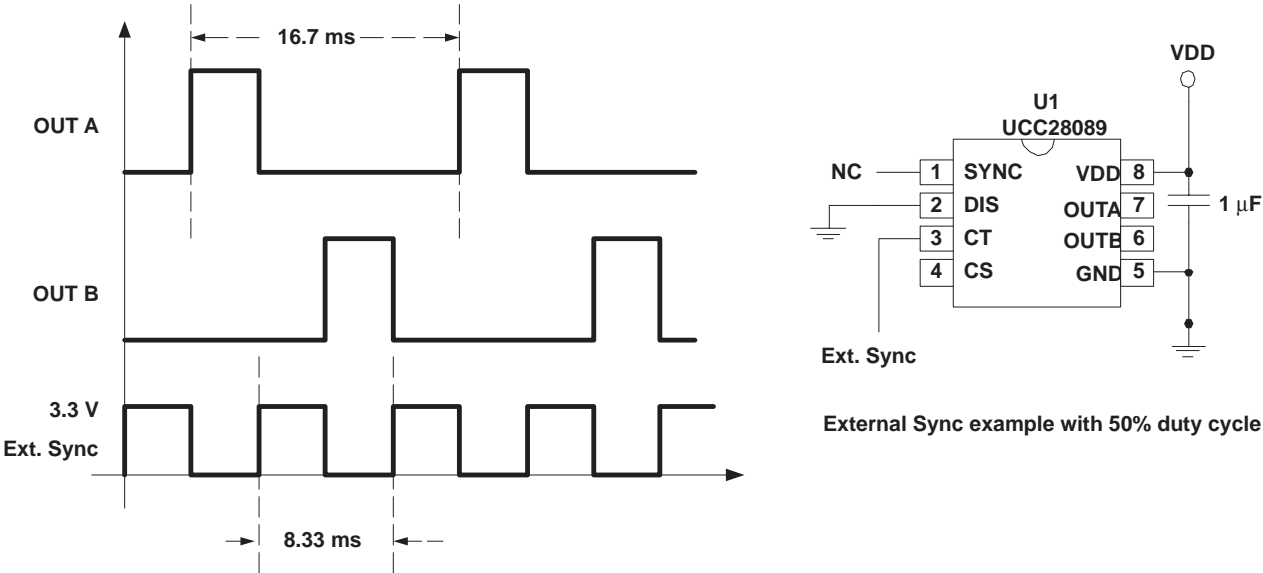 16.7 ms
OUT A
OUT B
3.3 V
Ext. Sync
8.33 ms
VDD
U1
UCC28089
NC
1 SYNC VDD 8
2 DIS OUTA 7
3 CT OUTB 6
4 CS GND 5
1 μF
Ext. Sync
External Sync example with 50% duty cycle